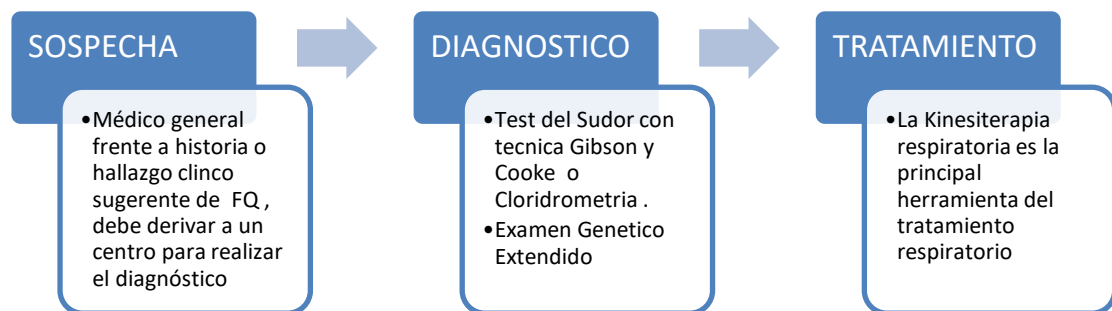 SOSPECHA
•Médico general
frente a historia o
hallazgo clinco
sugerente de FQ ,
debe derivar a un
centro para realizar
el diagnóstico
DIAGNOSTICO
•Test del Sudor con
tecnica Gibson y
Cooke o
Cloridrometria .
•Examen Genetico
Extendido
TRATAMIENTO
•La Kinesiterapia
respiratoria es la
principal
herramienta del
tratamiento
respiratorio